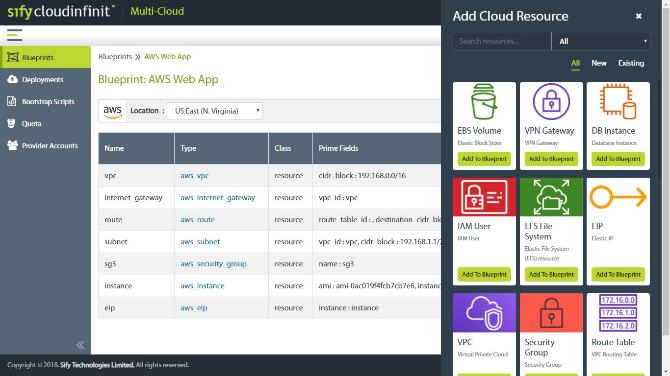 sify cloudinfinit
Multi-Cloud
Blueprints
Deployments
Bootstrap Scripts
Quota
Provider Accounts
Blueprints » AWS Web App
Blueprint: AWS Web App
aws Location : US East (N. Virginia)
Name Type Class Prime Fields
vpc aws_vpc resource cidr_block : 192.168.0.0/16
internet_gateway aws_internet_gateway resource vpc_id : vpc
route aws_route resource route_table_id : , destination_cidr_bl
subnet aws_subnet resource vpc_id : vpc, cidr_block : 192.168.1.1/2
sg3 aws_security_group resource name : sg3
instance aws_instance resource ami : ami-0ac019f4fcb7cb7e6, instanc
eip aws_eip resource instance : instance
Copyright © 2018. Sify Technologies Limited. All rights reserved.
Add Cloud Resource
Search resources... All
All New Existing
EBS Volume
Elastic Block Store
Add To Blueprint
VPN Gateway
VPN Gateway
Add To Blueprint
DB Instance
Database Instance
Add To Blueprint
IAM User
IAM User
Add To Blueprint
EFS File
System
Elastic File System
(EFS) resource
Add To Blueprint
EIP
Elastic IP
Add To Blueprint
VPC
Virtual Private Cloud
Security
Group
Security Group
172.16.0.0
172.16.1.0
172.16.2.0
Route Table
VPC Routing Table